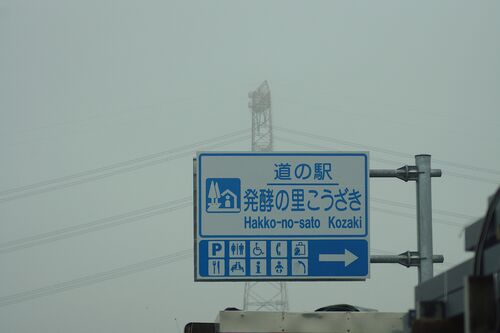 道の駅
発酵の里こうざき
Hakko-no-sato Kozaki
P
i